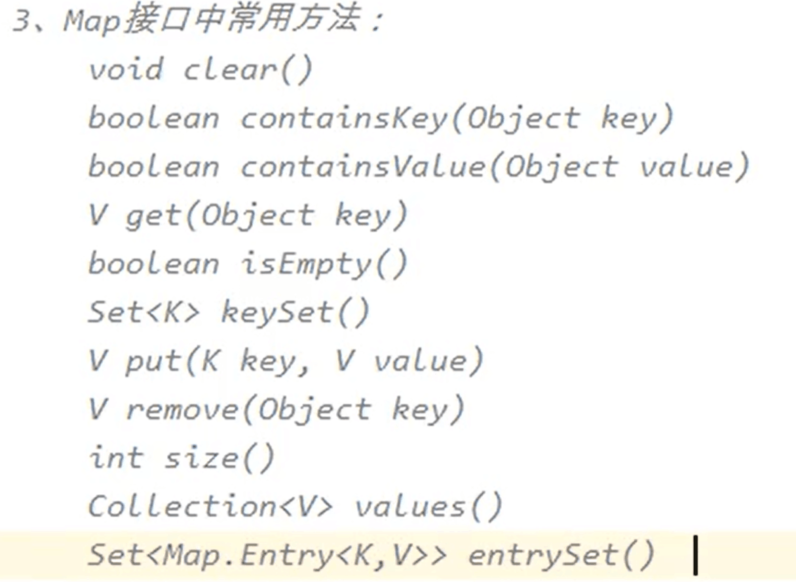 3、Map接口中常用方法：
void clear()
boolean containsKey(Object key)
boolean containsValue(Object value)
V get(Object key)
boolean isEmpty()
Set<K> keySet()
V put(K key, V value)
V remove(Object key)
int size()
Collection<V> values()
Set<Map.Entry<K,V>> entrySet()